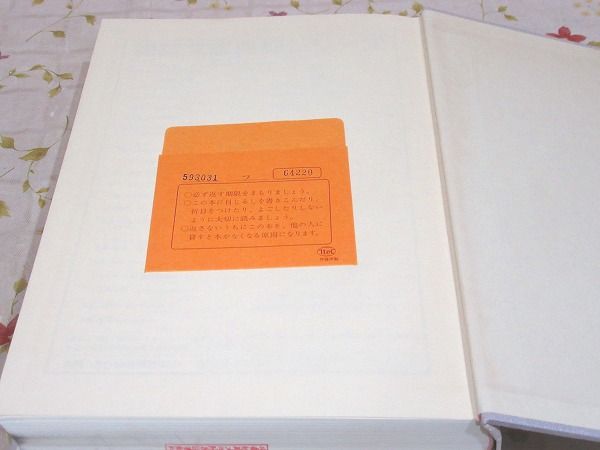 593031 ツ 64220
○必ず返す期限をまもりましょう。
○この本に目じるしを書きこんだり、
折目をつけたり、よごしたりしない
ように大切に読みましょう。
○返さないうちにこの本を、他の人に
貸すと本がなくなる原因になります。